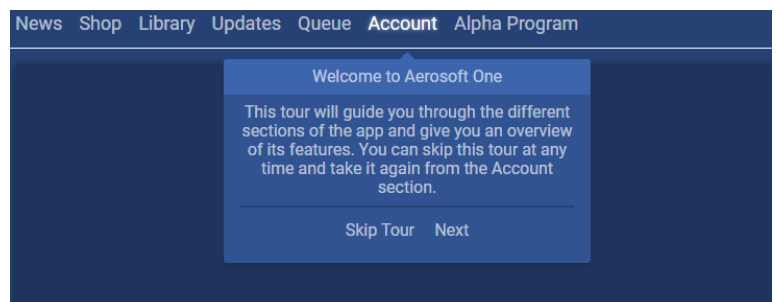 News Shop Library Updates Queue Account Alpha Program
Welcome to Aerosoft One
This tour will guide you through the different
sections of the app and give you an overview
of its features. You can skip this tour at any
time and take it again from the Account
section.
Skip Tour Next